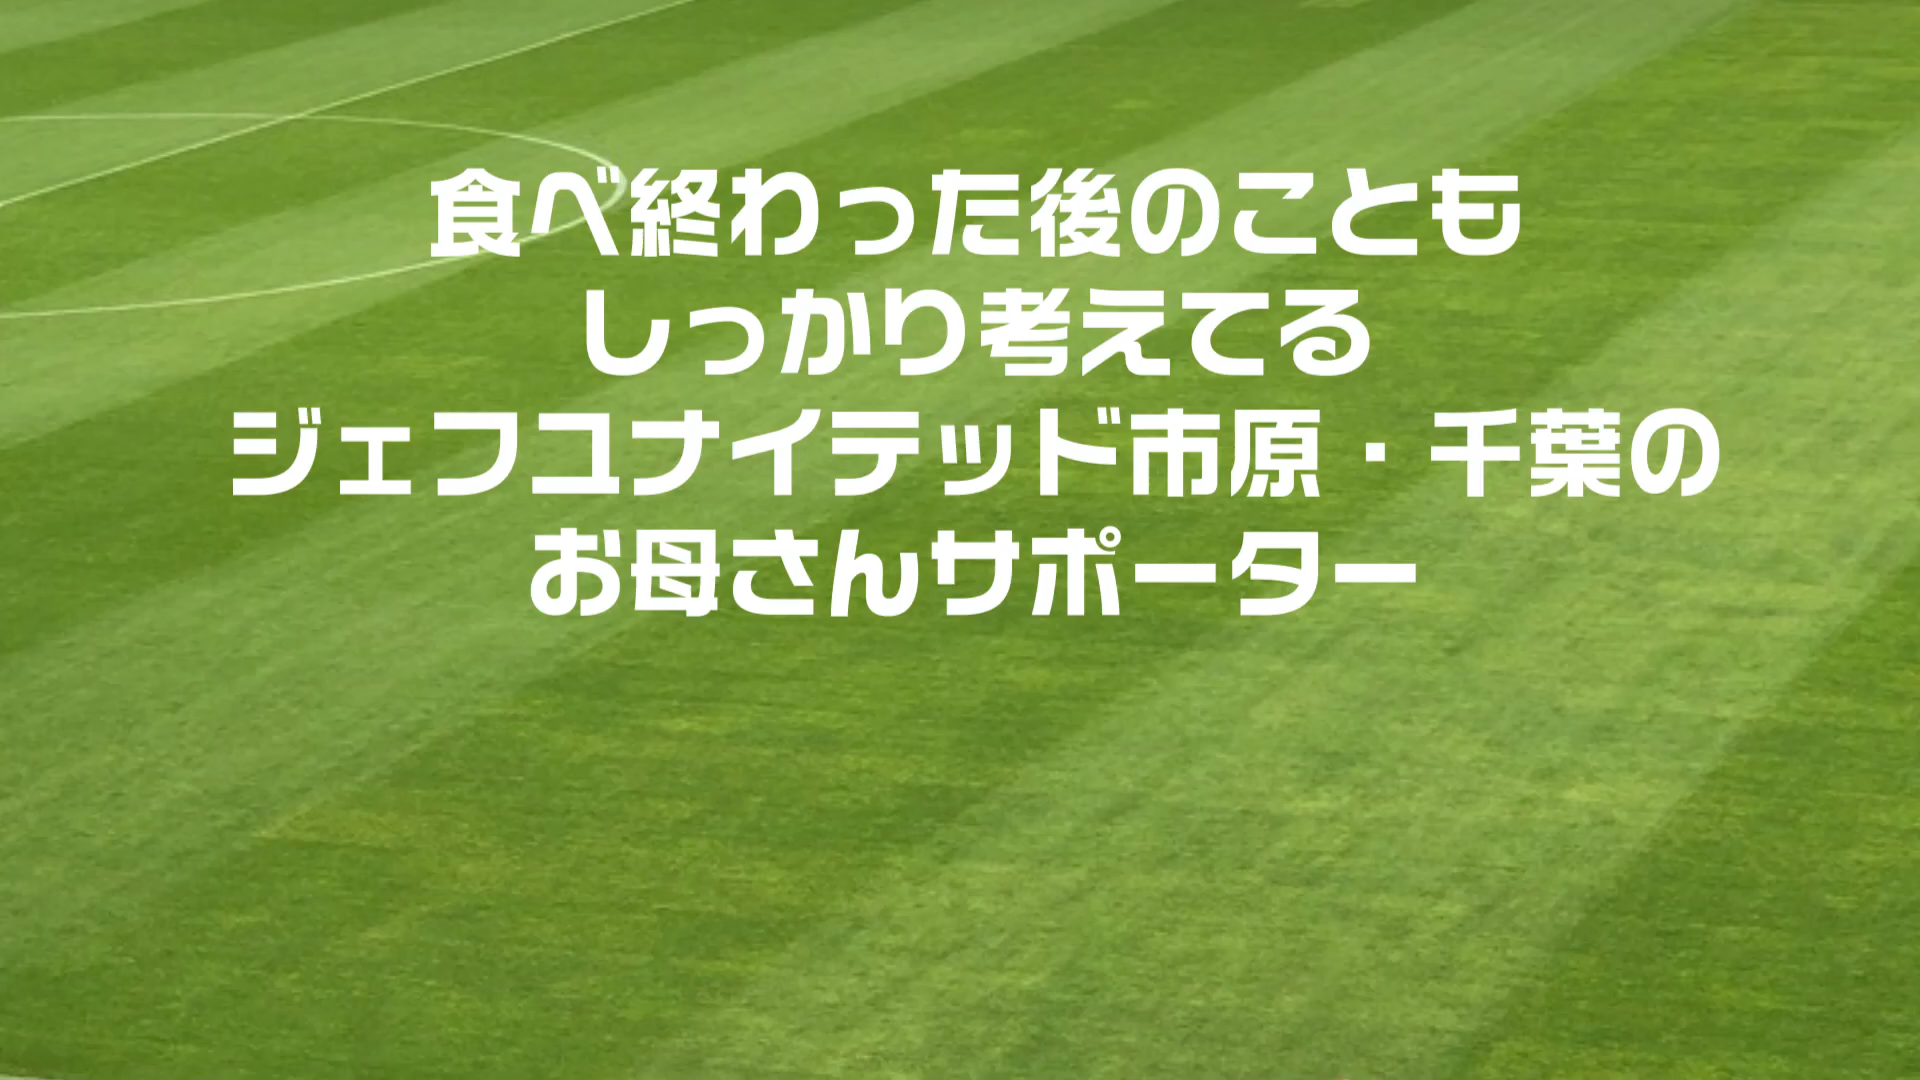 食べ終わった後のことも
しっかり考えてる
ジェフユナイテッド市原・千葉の
お母さんサポーター